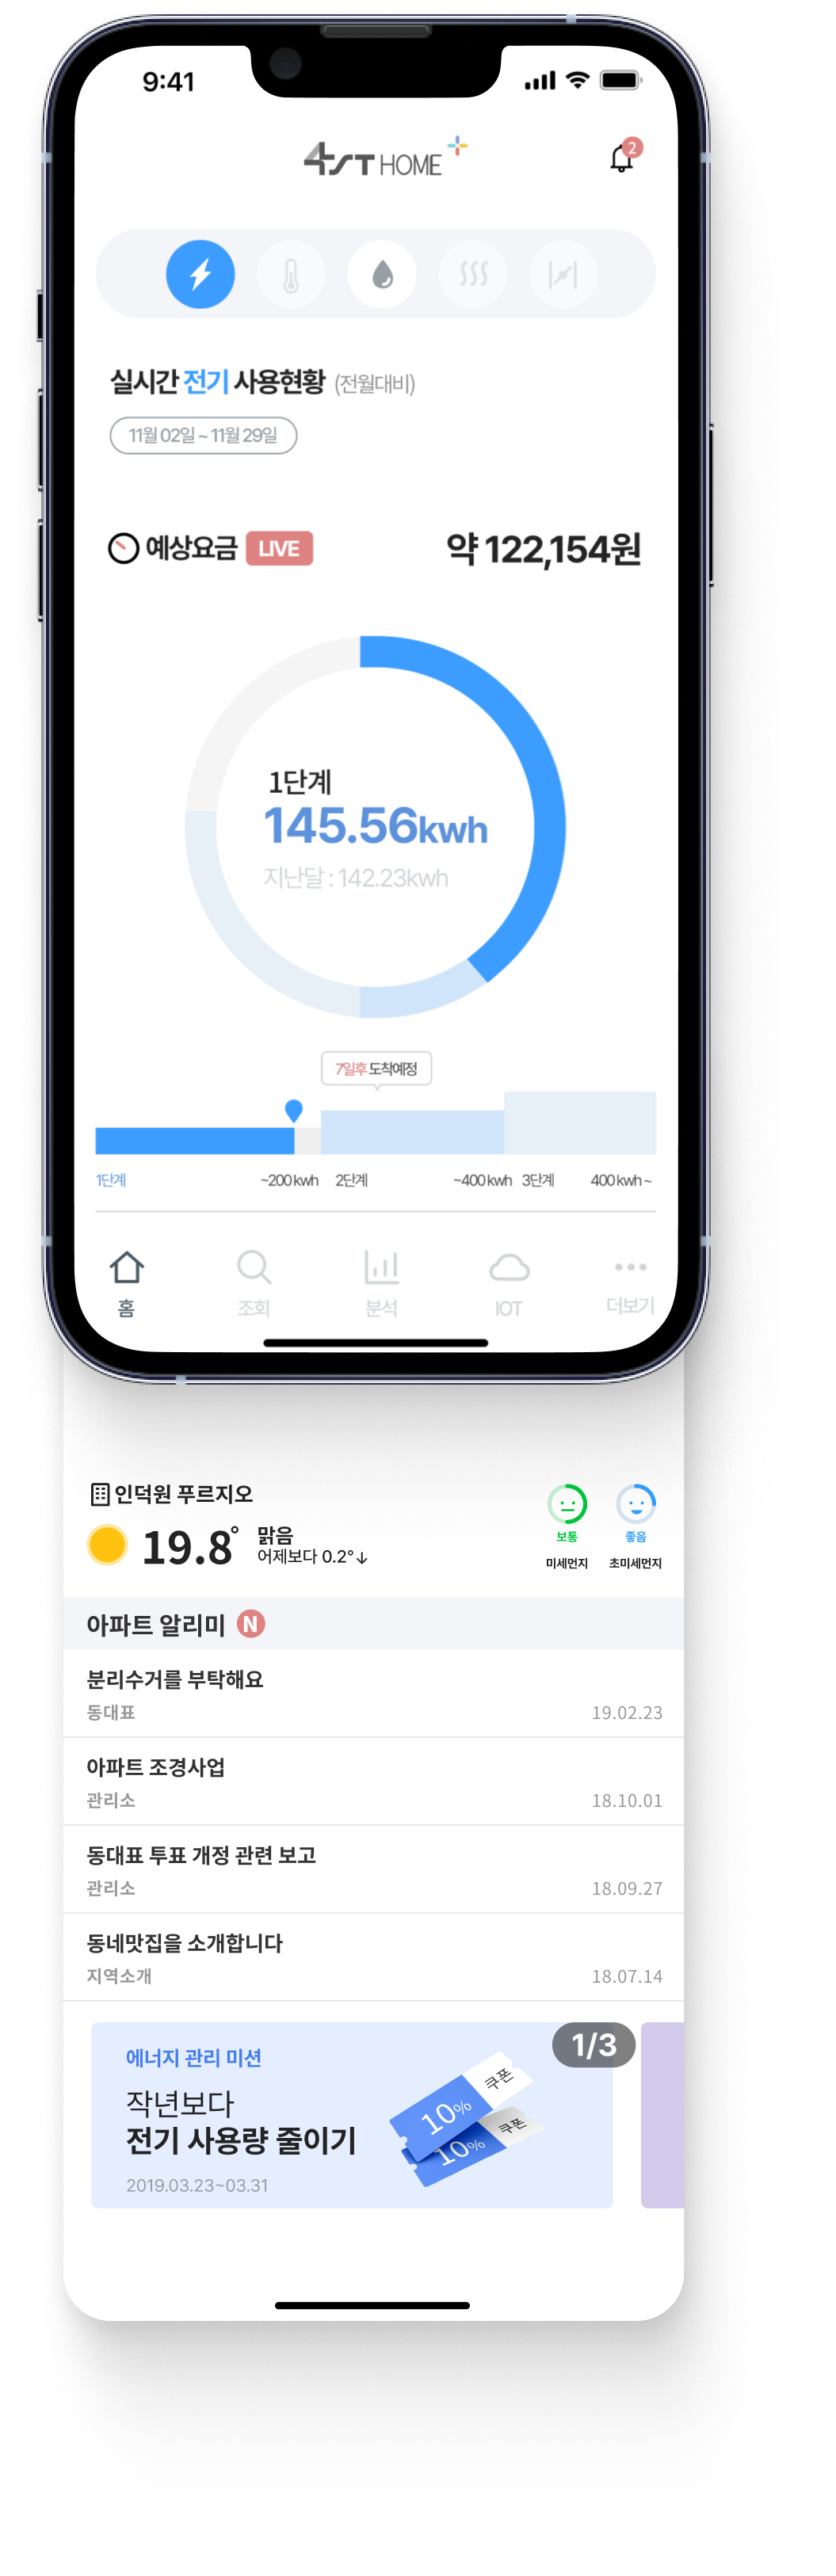 9:41
4ST HOME
2
실시간 전기 사용현황 (전월대비)
11월 02일 ~ 11월 29일
예상요금 LIVE 약 122,154원
1단계
145.56kwh
지난달 : 142.23kwh
7일후 도착예정
1단계 ~200 kwh 2단계 ~400 kwh 3단계 400 kwh ~
홈 조회 분석 IOT 더보기
인덕원 푸르지오
19.8° 맑음
어제보다 0.2°↓
보통 좋음
미세먼지 초미세먼지
아파트 알리미 N
분리수거를 부탁해요
동대표 19.02.23
아파트 조경사업
관리소 18.10.01
동대표 투표 개정 관련 보고
관리소 18.09.27
동네맛집을 소개합니다
지역소개 18.07.14
1/3
에너지 관리 미션
작년보다
전기 사용량 줄이기
2019.03.23~03.31
10% 쿠폰
10% 쿠폰